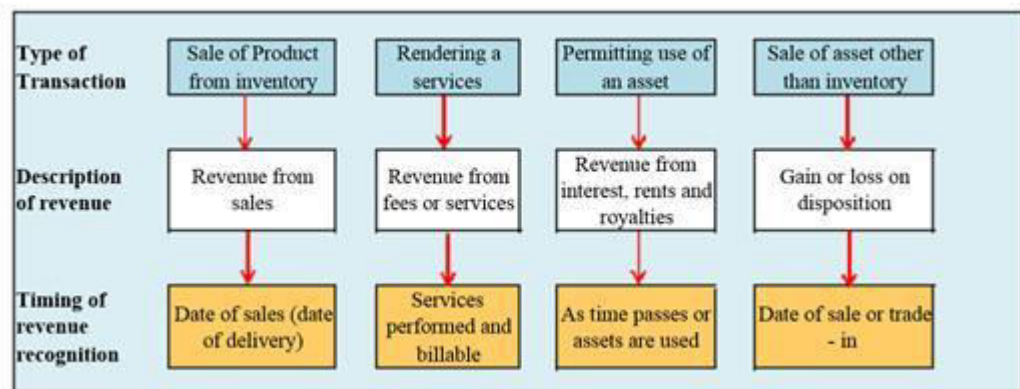 Type of
Transaction
Sale of Product
from inventory
Rendering a
services
Permitting use of
an asset
Sale of asset other
than inventory
Description
of revenue
Revenue from
sales
Revenue from
fees or services
Revenue from
interest, rents and
royalties
Gain or loss on
disposition
Timing of
revenue
recognition
Date of sales (date
of delivery)
Services
performed and
billable
As time passes or
assets are used
Date of sale or trade
- in